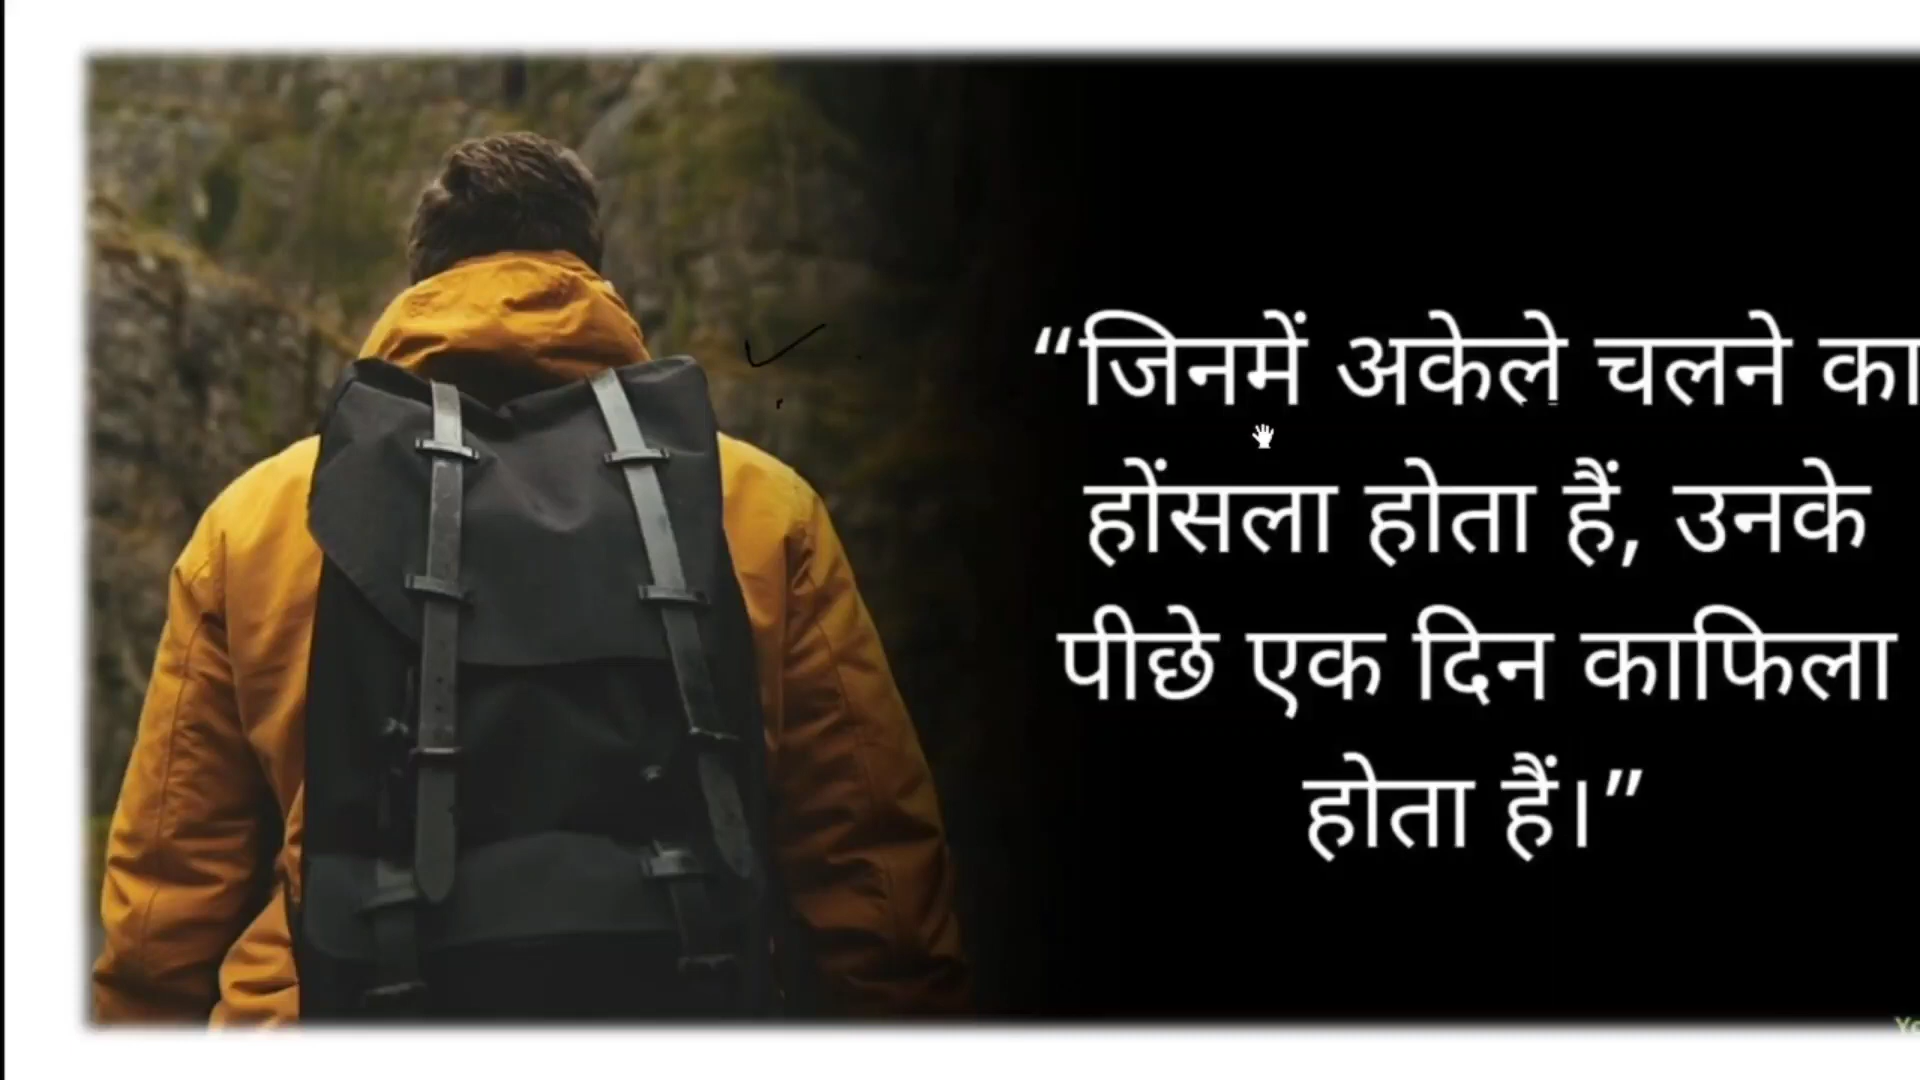 “जिनमें अकेले चलने का
होंसला होता हैं, उनके
पीछे एक दिन काफिला
होता हैं।”